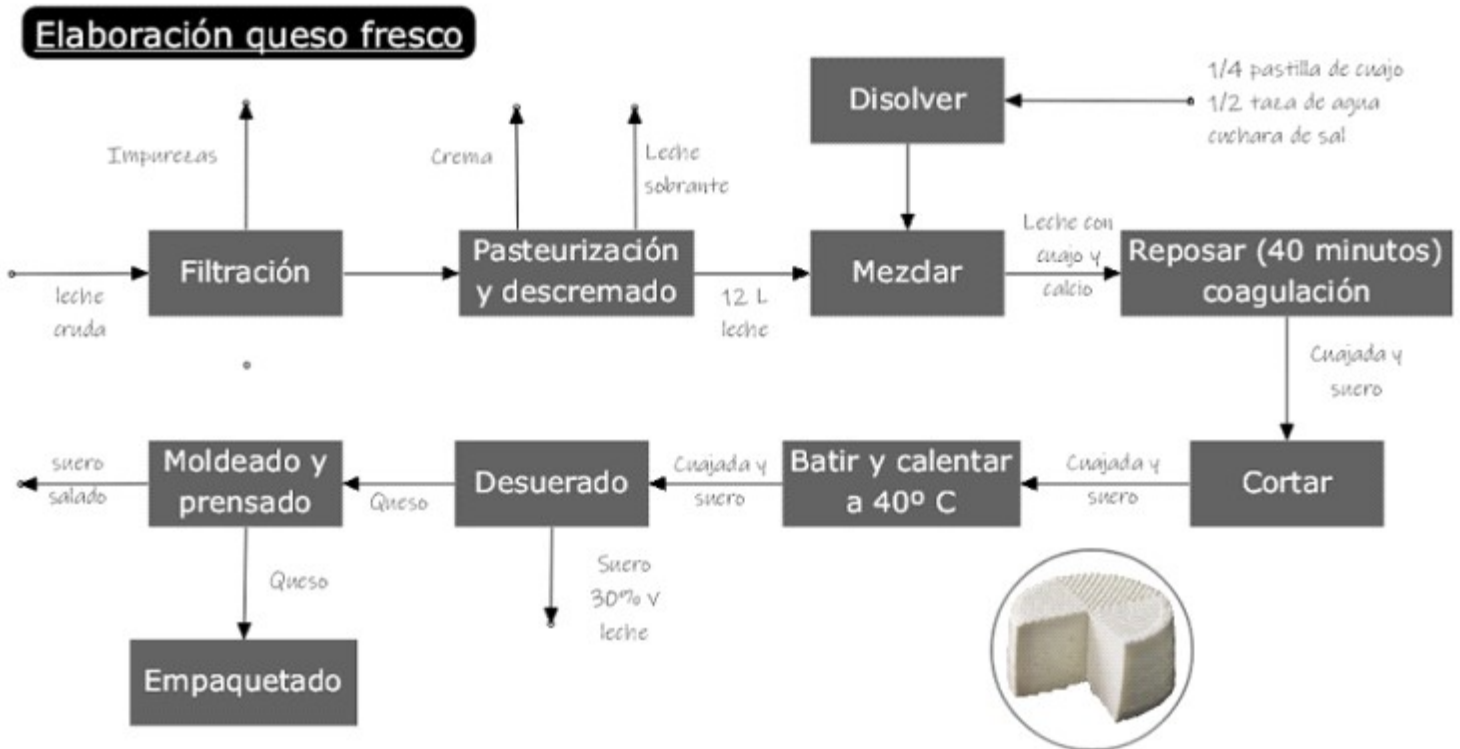 Elaboración queso fresco
Disolver
1/4 pastilla de cuajo
1/2 taza de agua
cuchara de sal
Impurezas
Crema
Leche
sobrante
leche
cruda
Filtración
Pasteurización
y descremado
12 L
leche
Mezclar
Leche con
cuajo y
calcio
Reposar (40 minutos)
coagulación
Cuajada y
suero
Cortar
Cuajada y
suero
Batir y calentar
a 40º C
Cuajada y
suero
Desuerado
Suero
30% V
leche
Queso
Moldeado y
prensado
suero
salado
Queso
Empaquetado